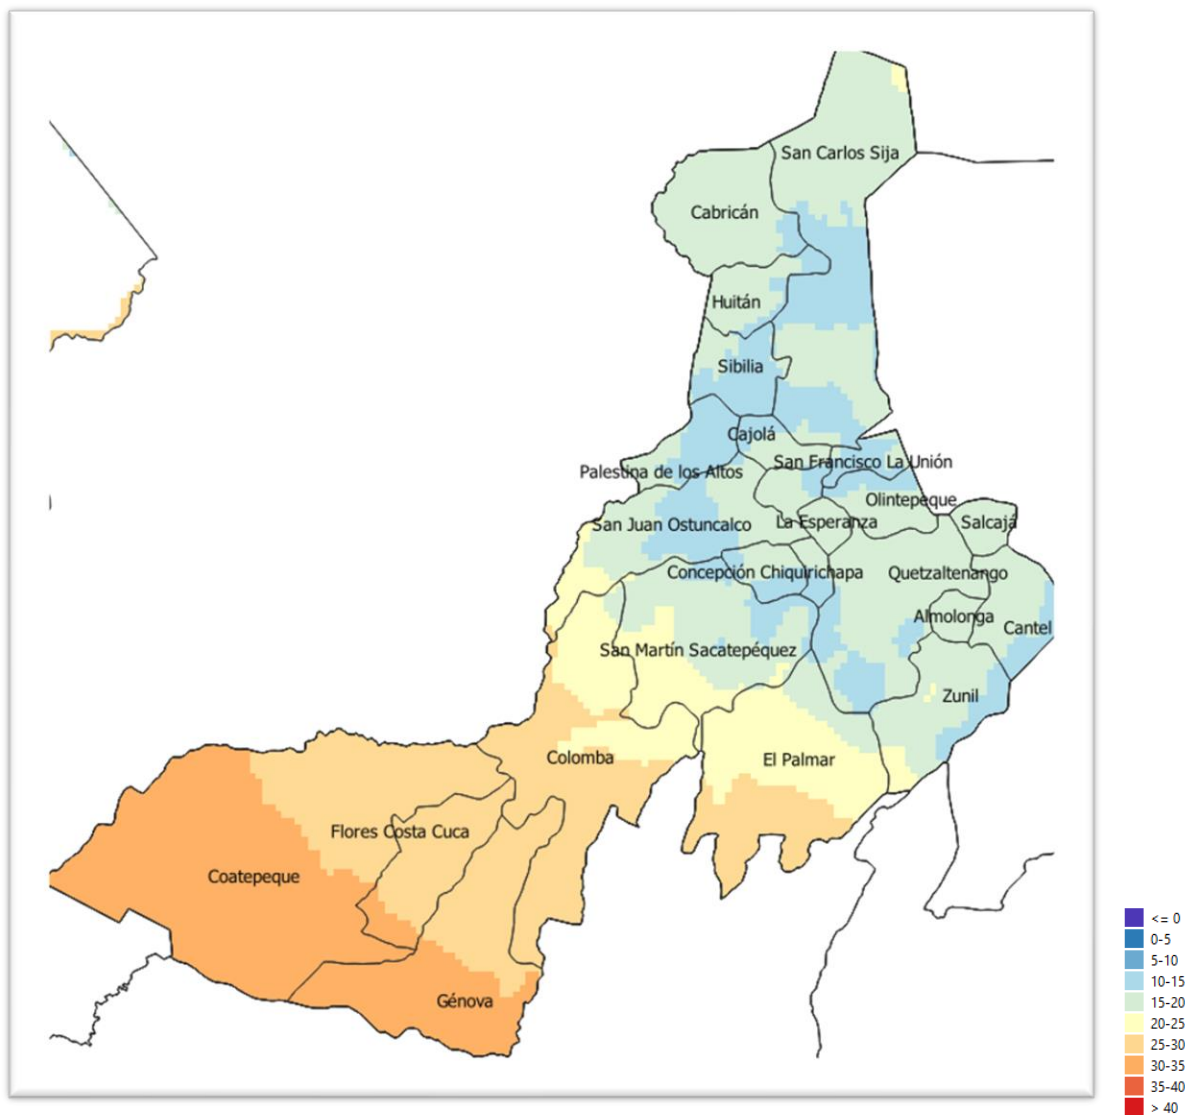 San Carlos Sija
Cabricán
Huitán
Sibilia
Cajolá
San Francisco La Unión
Palestina de los Altos
Olintepeque
San Juan Ostuncalco
La Esperanza
Salcajá
Concepción Chiquirichapa
Quetzaltenango
Almolonga
Cantel
San Martín Sacatepéquez
Zunil
Colomba
El Palmar
Flores Costa Cuca
Coatepeque
Génova
<= 0
0-5
5-10
10-15
15-20
20-25
25-30
30-35
35-40
> 40